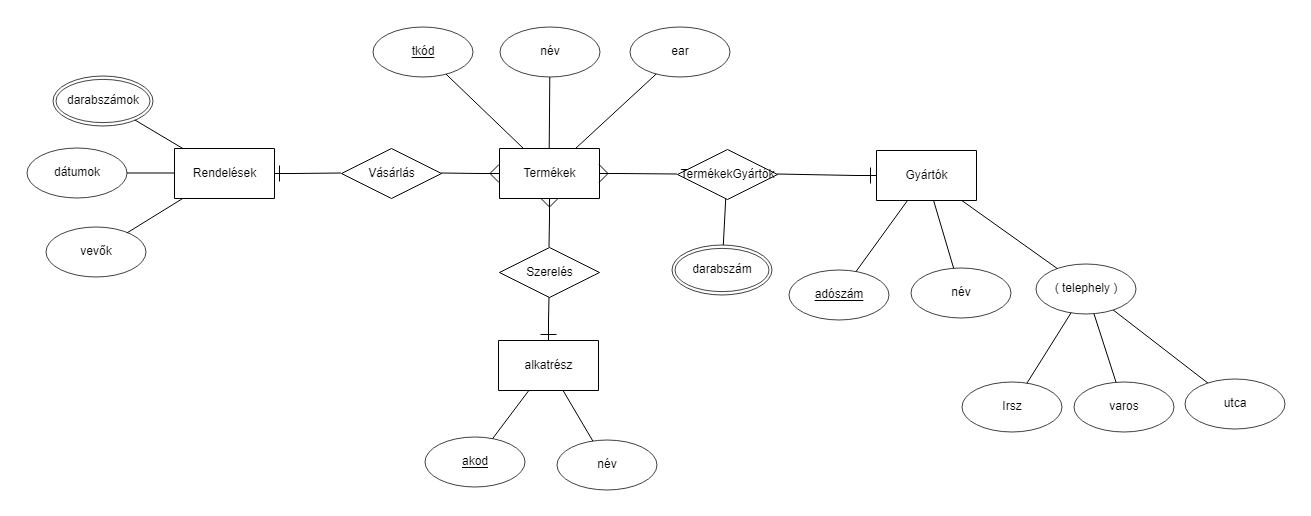 tkód
név
ear
darabszámok
dátumok
Rendelések
Vásárlás
Termékek
TermékekGyártók
Gyártók
vevők
Szerelés
darabszám
adószám
név
( telephely )
alkatrész
Irsz
varos
utca
akod
név